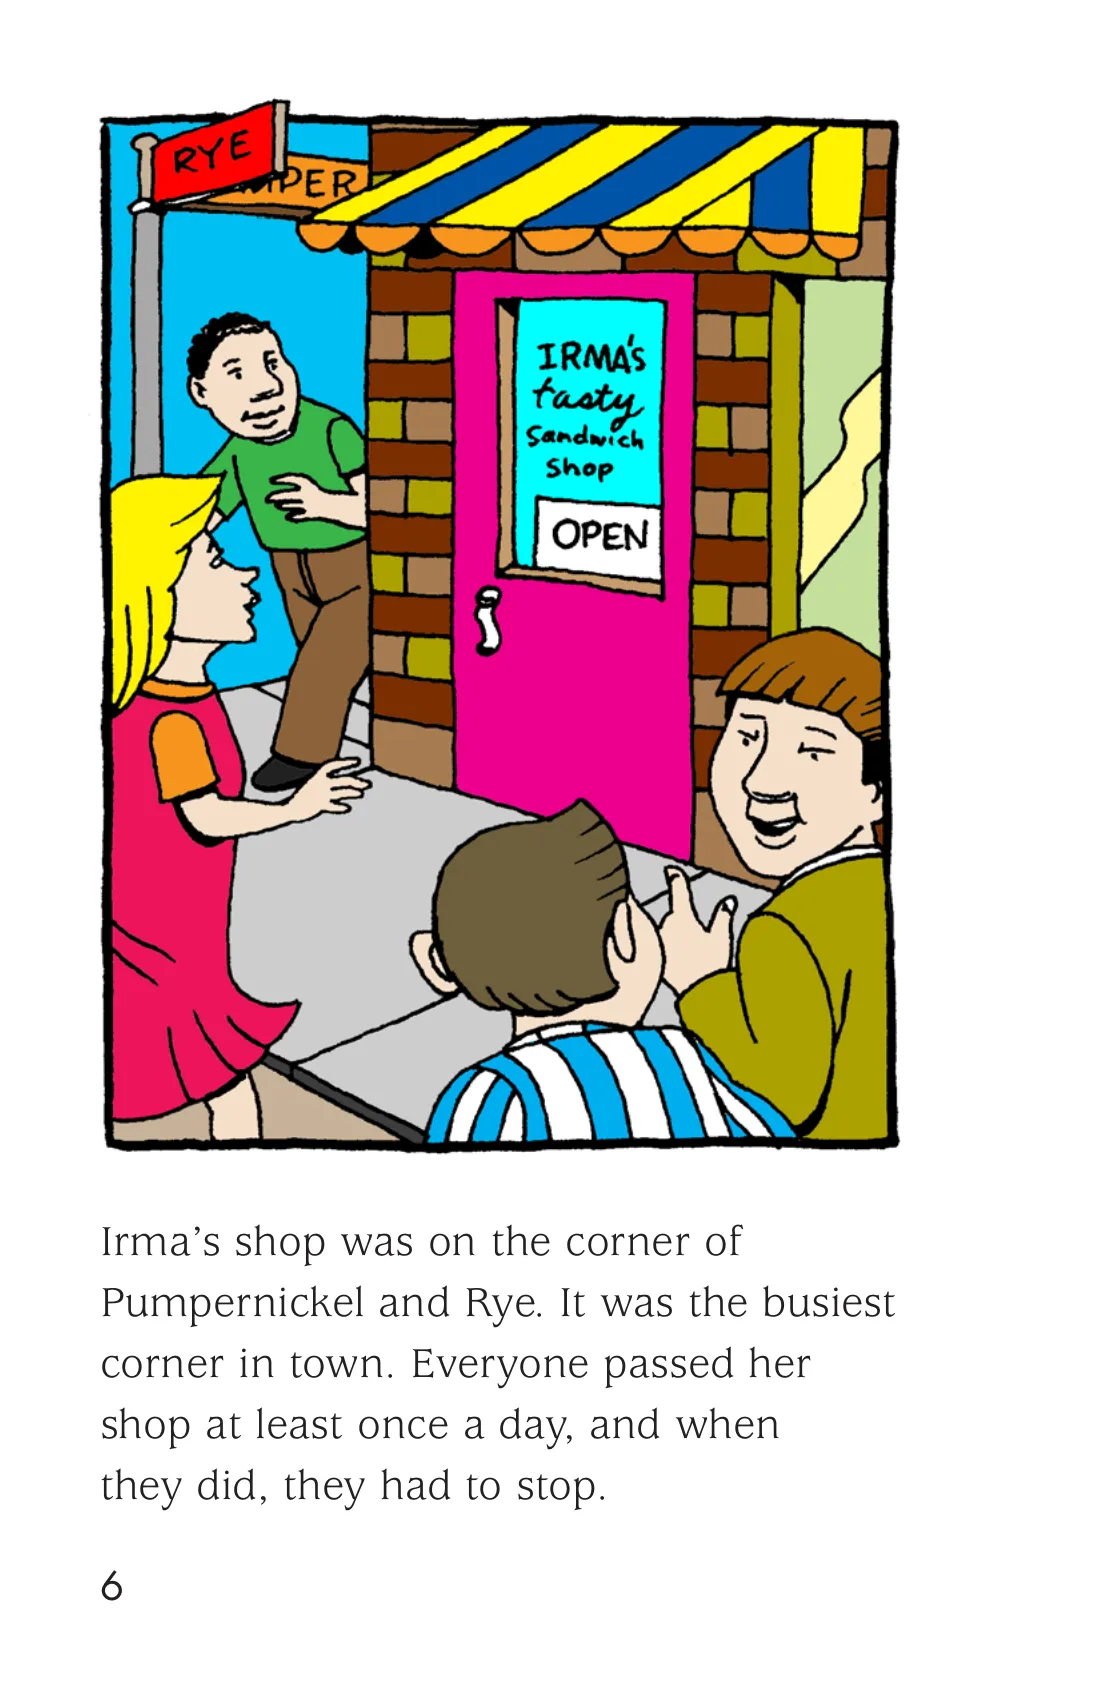 RYE
IRMA'S
tasty
Sandwich
Shop
OPEN
Irma’s shop was on the corner of
Pumpernickel and Rye. It was the busiest
corner in town. Everyone passed her
shop at least once a day, and when
they did, they had to stop.
6